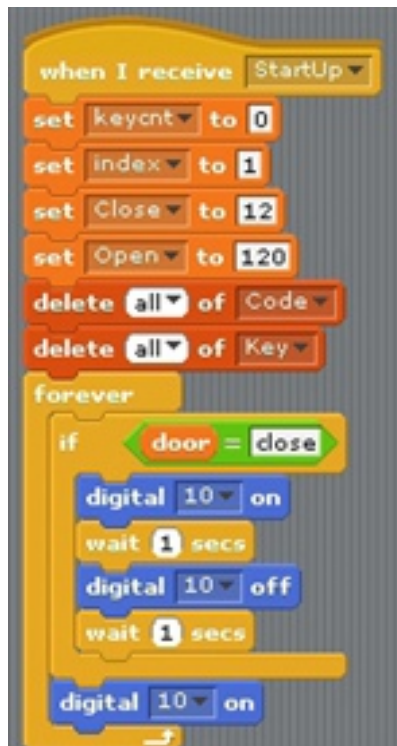 when I receive StartUp
set keycnt to 0
set index to 1
set Close to 12
set Open to 120
delete all of Code
delete all of Key
forever
if door = close
digital 10 on
wait 1 secs
digital 10 off
wait 1 secs
digital 10 on